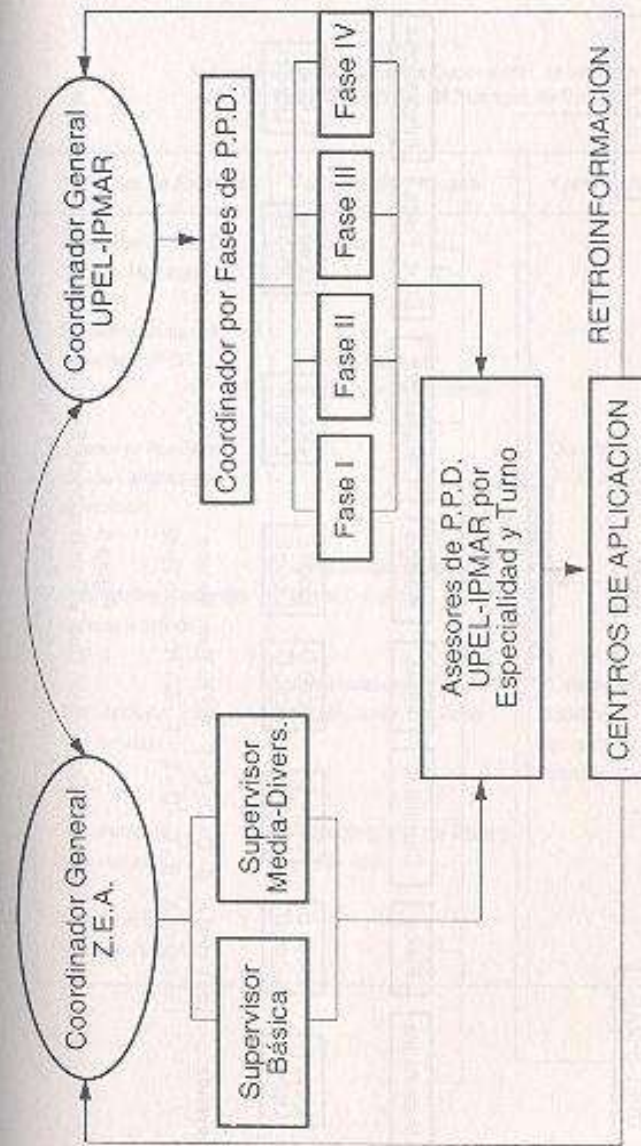 Coordinador General
Z.E.A.
Coordinador General
UPEL-IPMAR
Supervisor
Básica
Supervisor
Media-Divers.
Coordinador por Fases de P.P.D.
Fase I
Fase II
Fase III
Fase IV
Asesores de P.P.D.
UPEL-IPMAR por
Especialidad y Turno
CENTROS DE APLICACION
RETROINFORMACION